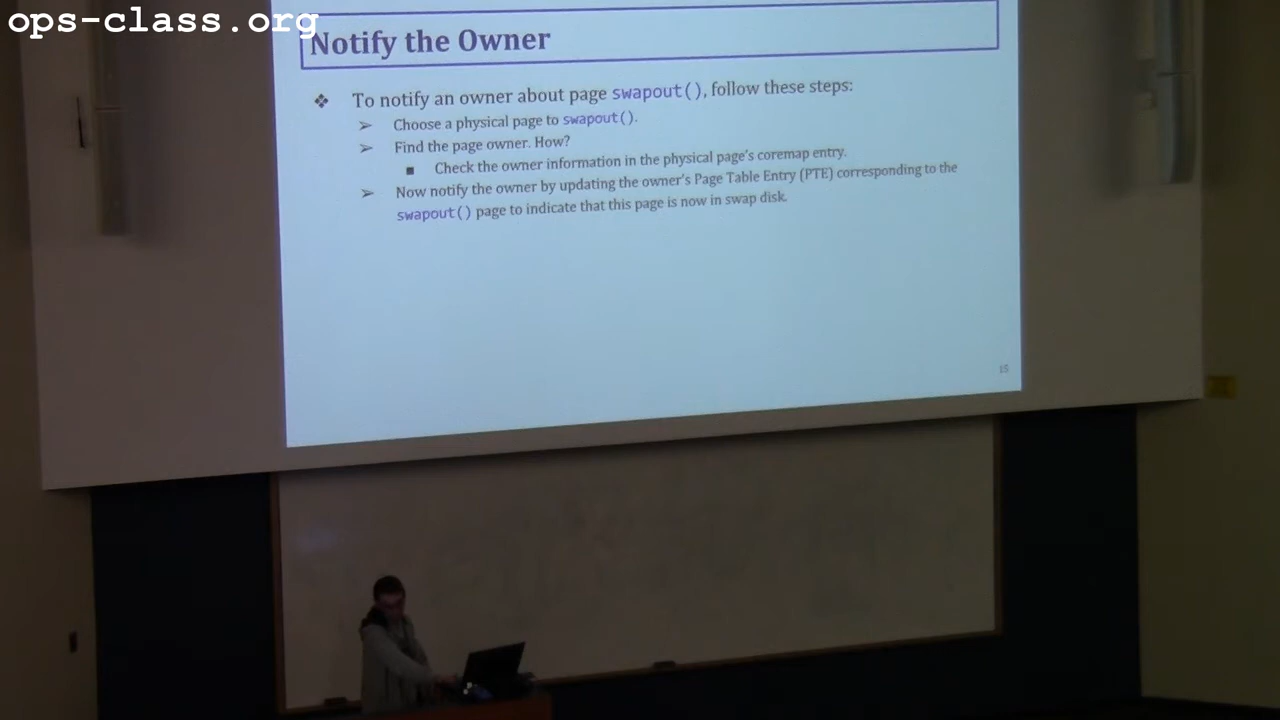 ops-class.org
Notify the Owner
❖ To notify an owner about page swapout(), follow these steps:
➢ Choose a physical page to swapout().
➢ Find the page owner. How?
■ Check the owner information in the physical page's coremap entry.
➢ Now notify the owner by updating the owner's Page Table Entry (PTE) corresponding to the
swapout() page to indicate that this page is now in swap disk.
15